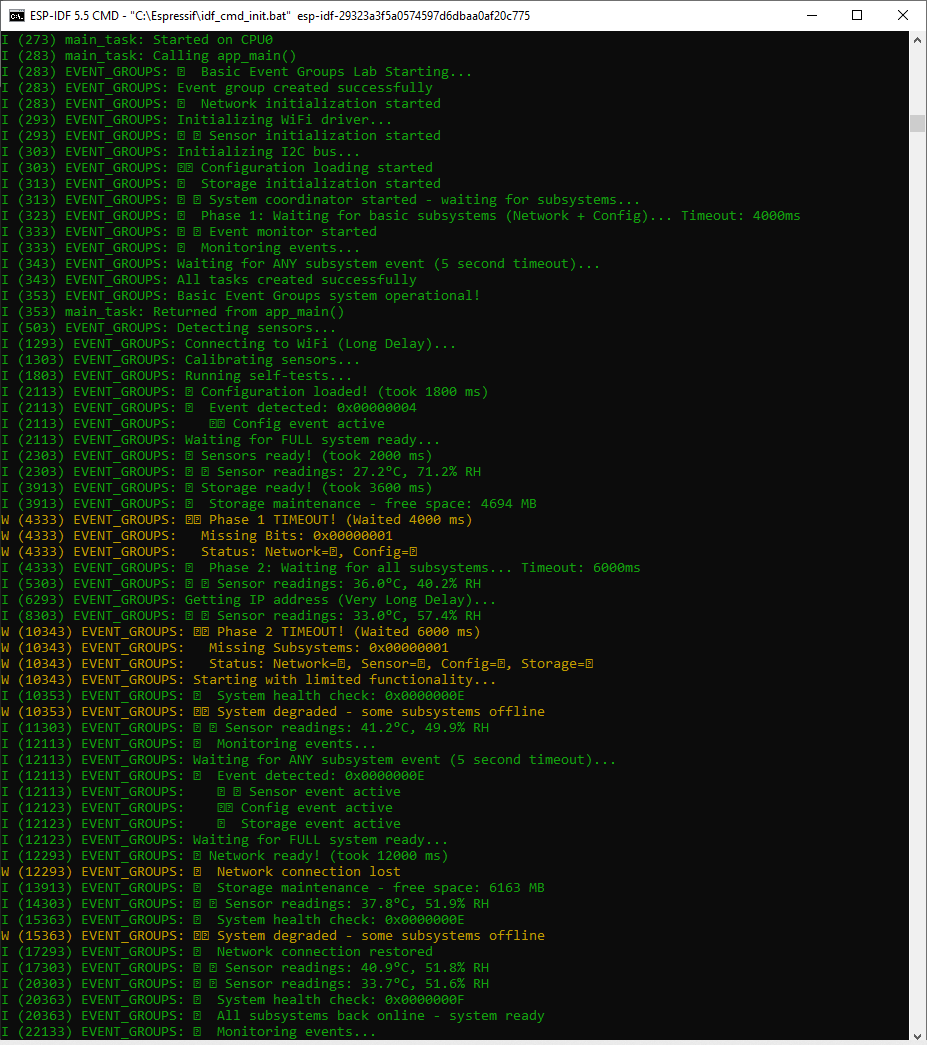 ESP-IDF 5.5 CMD - "C:\Espressif\idf_cmd_init.bat"  esp-idf-29323a3f5a0574597d6dbaa0af20c775
I (273) main_task: Started on CPU0
I (283) main_task: Calling app_main()
I (283) EVENT_GROUPS: Basic Event Groups Lab Starting...
I (283) EVENT_GROUPS: Event group created successfully
I (283) EVENT_GROUPS: Network initialization started
I (293) EVENT_GROUPS: Initializing WiFi driver...
I (293) EVENT_GROUPS: Sensor initialization started
I (303) EVENT_GROUPS: Initializing I2C bus...
I (303) EVENT_GROUPS: Configuration loading started
I (313) EVENT_GROUPS: Storage initialization started
I (313) EVENT_GROUPS: System coordinator started - waiting for subsystems...
I (323) EVENT_GROUPS: Phase 1: Waiting for basic subsystems (Network + Config)... Timeout: 4000ms
I (333) EVENT_GROUPS: Event monitor started
I (333) EVENT_GROUPS: Monitoring events...
I (343) EVENT_GROUPS: Waiting for ANY subsystem event (5 second timeout)...
I (343) EVENT_GROUPS: All tasks created successfully
I (353) EVENT_GROUPS: Basic Event Groups system operational!
I (353) main_task: Returned from app_main()
I (503) EVENT_GROUPS: Detecting sensors...
I (1293) EVENT_GROUPS: Connecting to WiFi (Long Delay)...
I (1303) EVENT_GROUPS: Calibrating sensors...
I (1803) EVENT_GROUPS: Running self-tests...
I (2113) EVENT_GROUPS: Configuration loaded! (took 1800 ms)
I (2113) EVENT_GROUPS: Event detected: 0x00000004
I (2113) EVENT_GROUPS: Config event active
I (2113) EVENT_GROUPS: Waiting for FULL system ready...
I (2303) EVENT_GROUPS: Sensors ready! (took 2000 ms)
I (2303) EVENT_GROUPS: Sensor readings: 27.2°C, 71.2% RH
I (3913) EVENT_GROUPS: Storage ready! (took 3600 ms)
I (3913) EVENT_GROUPS: Storage maintenance - free space: 4694 MB
W (4333) EVENT_GROUPS: Phase 1 TIMEOUT! (Waited 4000 ms)
W (4333) EVENT_GROUPS: Missing Bits: 0x00000001
W (4333) EVENT_GROUPS: Status: Network=, Config=
I (4333) EVENT_GROUPS: Phase 2: Waiting for all subsystems... Timeout: 6000ms
I (5303) EVENT_GROUPS: Sensor readings: 36.0°C, 40.2% RH
I (6293) EVENT_GROUPS: Getting IP address (Very Long Delay)...
I (8303) EVENT_GROUPS: Sensor readings: 33.0°C, 57.4% RH
W (10343) EVENT_GROUPS: Phase 2 TIMEOUT! (Waited 6000 ms)
W (10343) EVENT_GROUPS: Missing Subsystems: 0x00000001
W (10343) EVENT_GROUPS: Status: Network=, Sensor=, Config=, Storage=
W (10343) EVENT_GROUPS: Starting with limited functionality...
I (10353) EVENT_GROUPS: System health check: 0x0000000E
W (10353) EVENT_GROUPS: System degraded - some subsystems offline
I (11303) EVENT_GROUPS: Sensor readings: 41.2°C, 49.9% RH
I (12113) EVENT_GROUPS: Monitoring events...
I (12113) EVENT_GROUPS: Waiting for ANY subsystem event (5 second timeout)...
I (12113) EVENT_GROUPS: Event detected: 0x0000000E
I (12113) EVENT_GROUPS: Sensor event active
I (12123) EVENT_GROUPS: Config event active
I (12123) EVENT_GROUPS: Storage event active
I (12123) EVENT_GROUPS: Waiting for FULL system ready...
I (12293) EVENT_GROUPS: Network ready! (took 12000 ms)
W (12293) EVENT_GROUPS: Network connection lost
I (13913) EVENT_GROUPS: Storage maintenance - free space: 6163 MB
I (14303) EVENT_GROUPS: Sensor readings: 37.8°C, 51.9% RH
I (15363) EVENT_GROUPS: System health check: 0x0000000E
W (15363) EVENT_GROUPS: System degraded - some subsystems offline
I (17293) EVENT_GROUPS: Network connection restored
I (17303) EVENT_GROUPS: Sensor readings: 40.9°C, 51.8% RH
I (20303) EVENT_GROUPS: Sensor readings: 33.7°C, 51.6% RH
I (20363) EVENT_GROUPS: System health check: 0x0000000F
I (20363) EVENT_GROUPS: All subsystems back online - system ready
I (22133) EVENT_GROUPS: Monitoring events...